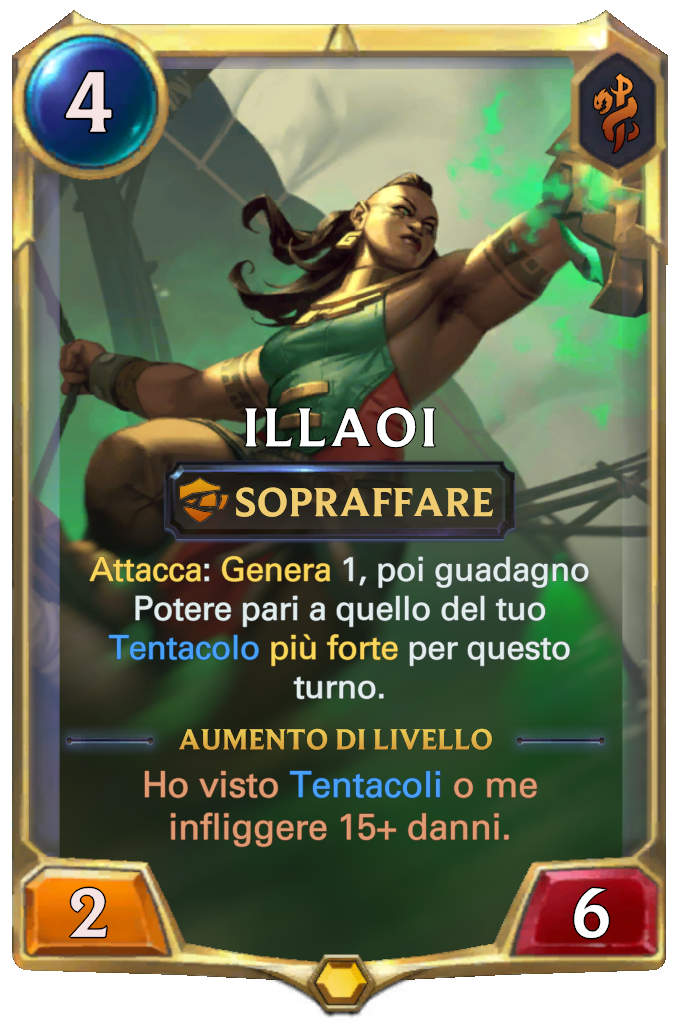 4
ILLAOI
SOPRAFFARE
Attacca: Genera 1, poi guadagno
Potere pari a quello del tuo
Tentacolo più forte per questo
turno.
AUMENTO DI LIVELLO
Ho visto Tentacoli o me
infliggere 15+ danni.
2
6